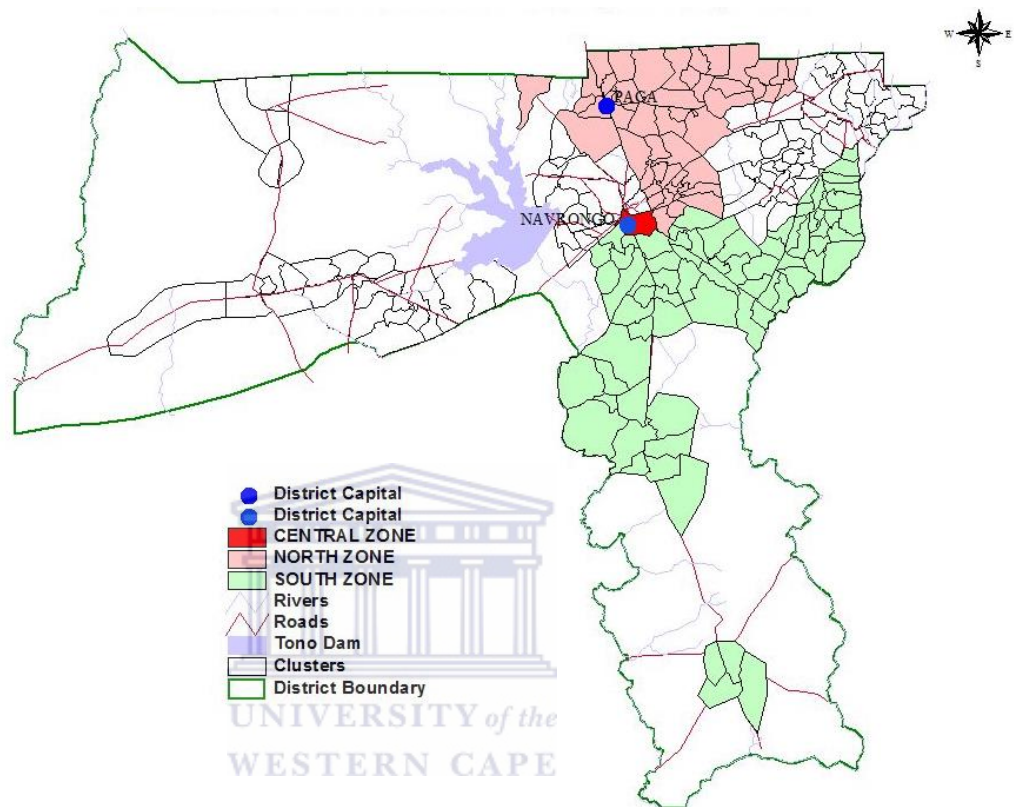 W E
S
PAGA
NAVRONGO
District Capital
District Capital
CENTRAL ZONE
NORTH ZONE
SOUTH ZONE
Rivers
Roads
Tono Dam
Clusters
District Boundary
UNIVERSITY of the
WESTERN CAPE